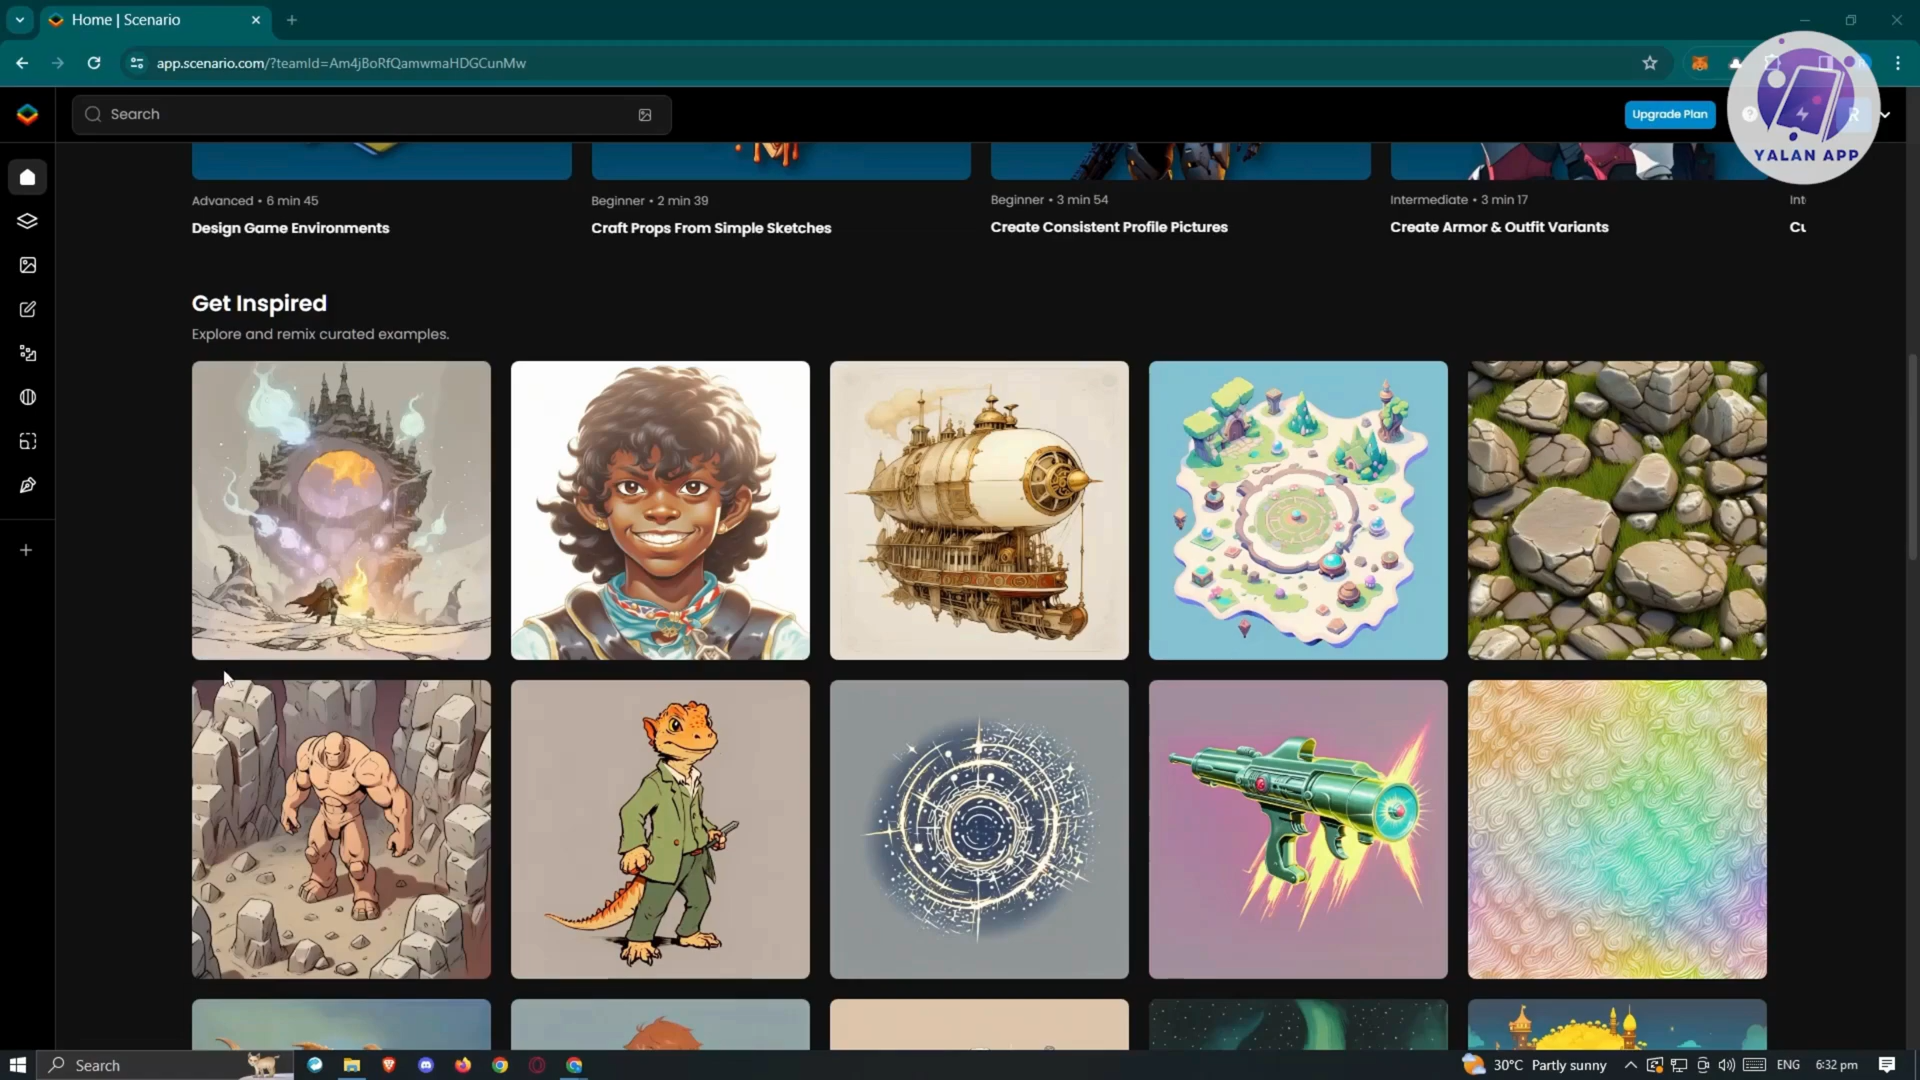 Home | Scenario
app.scenario.com/?teamId=Am4jBoRfQamwmaHDGCunMw
Search
Upgrade Plan
R
YALAN APP
Advanced • 6 min 45
Beginner • 2 min 39
Beginner • 3 min 54
Intermediate • 3 min 17
Int
Design Game Environments
Craft Props From Simple Sketches
Create Consistent Profile Pictures
Create Armor & Outfit Variants
Cu
Get Inspired
Explore and remix curated examples.
Search
30°C Partly sunny
ENG
6:32 pm